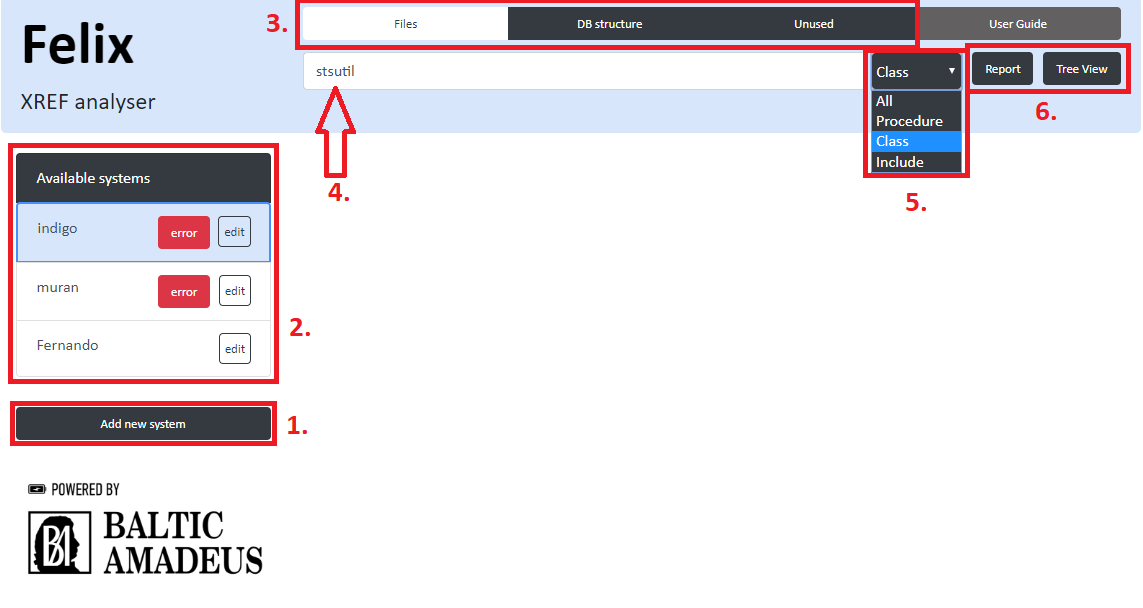 Felix
XREF analyser
3.
Files
DB structure
Unused
User Guide
stsutil
Class
Report
Tree View
All
Procedure
Class
Include
6.
4.
5.
Available systems
indigo error edit
muran error edit
Fernando edit
2.
Add new system
1.
POWERED BY
BALTIC
AMADEUS